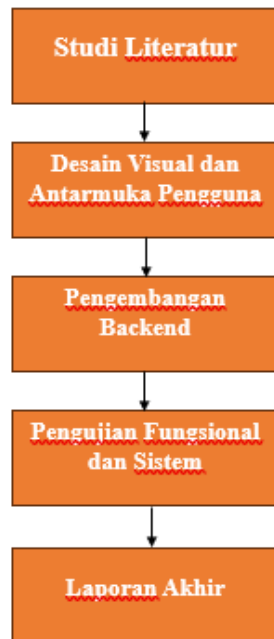 Studi Literatur
Desain Visual dan
Antarmuka Pengguna
Pengembangan
Backend
Pengujian Fungsional
dan Sistem
Laporan Akhir